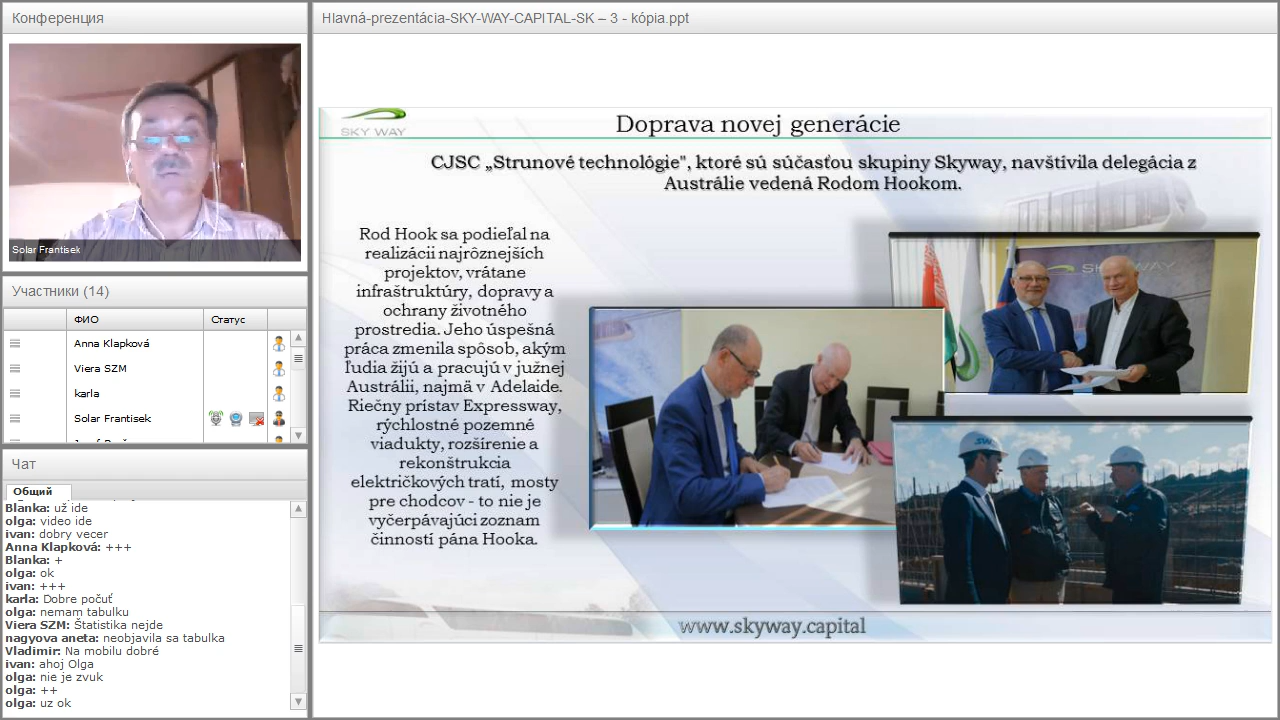 Конференция
Solar Frantisek
Участники (14)
ФИО
Статус
Anna Klapková
Viera SZM
karla
Solar Frantisek
Чат
Общий
Blanka: už ide
olga: video ide
ivan: dobry vecer
Anna Klapková: +++
Blanka: +
olga: ok
ivan: +++
karla: Dobre počuť
olga: nemam tabulku
Viera SZM: Štatistika nejde
nagyova aneta: neobjavila sa tabulka
Vladimir: Na mobilu dobré
ivan: ahoj Olga
olga: nie je zvuk
olga: ++
olga: uz ok
Hlavná-prezentácia-SKY-WAY-CAPITAL-SK – 3 - kópia.ppt
SKY WAY
Doprava novej generácie
CJSC „Strunové technológie", ktoré sú súčasťou skupiny Skyway, navštívila delegácia z
Austrálie vedená Rodom Hookom.
Rod Hook sa podieľal na
realizácii najrôznejších
projektov, vrátane
infraštruktúry, dopravy a
ochrany životného
prostredia. Jeho úspešná
práca zmenila spôsob, akým
ľudia žijú a pracujú v južnej
Austrálii, najmä v Adelaide.
Riečny prístav Expressway,
rýchlostné pozemné
viadukty, rozšírenie a
rekonštrukcia
električkových tratí, mosty
pre chodcov - to nie je
vyčerpávajúci zoznam
činností pána Hooka.
SKY WAY
SW
www.skyway.capital